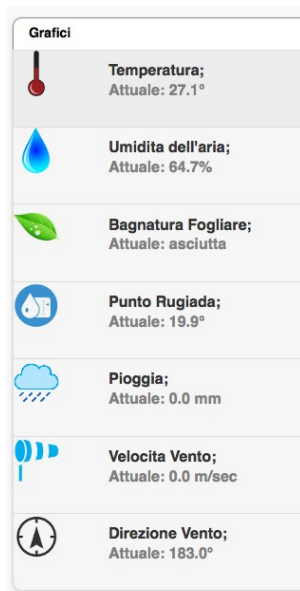 Grafici
Temperatura;
Attuale: 27.1°
Umidita dell'aria;
Attuale: 64.7%
Bagnatura Fogliare;
Attuale: asciutta
Punto Rugiada;
Attuale: 19.9°
Pioggia;
Attuale: 0.0 mm
Velocita Vento;
Attuale: 0.0 m/sec
Direzione Vento;
Attuale: 183.0°